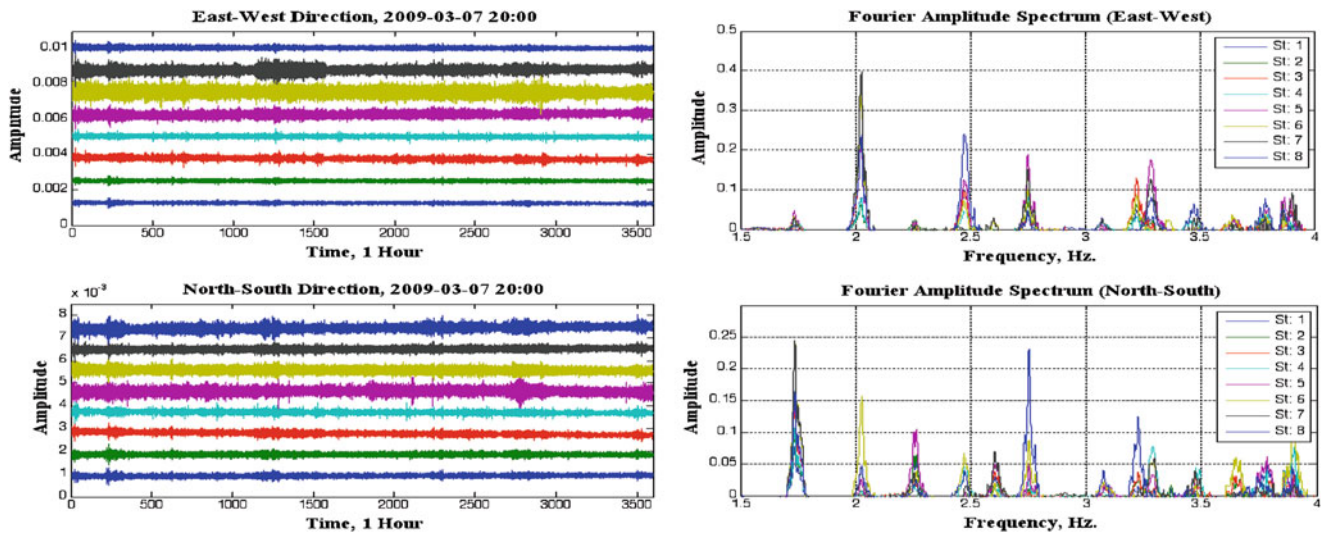 East-West Direction, 2009-03-07 20:00
0.01
0.008
0.006
0.004
0.002
0
Amplitude
0 500 1000 1500 2000 2500 3000 3500
Time, 1 Hour
Fourier Amplitude Spectrum (East-West)
0.5
0.4
0.3
0.2
0.1
0
Amplitude
St: 1
St: 2
St: 3
St: 4
St: 5
St: 6
St: 7
St: 8
1.5 2 2.5 3 3.5 4
Frequency, Hz.
North-South Direction, 2009-03-07 20:00
x 10-3
8
7
6
5
4
3
2
1
0
Amplitude
0 500 1000 1500 2000 2500 3000 3500
Time, 1 Hour
Fourier Amplitude Spectrum (North-South)
0.25
0.2
0.15
0.1
0.05
0
Amplitude
St: 1
St: 2
St: 3
St: 4
St: 5
St: 6
St: 7
St: 8
1.5 2 2.5 3 3.5 4
Frequency, Hz.